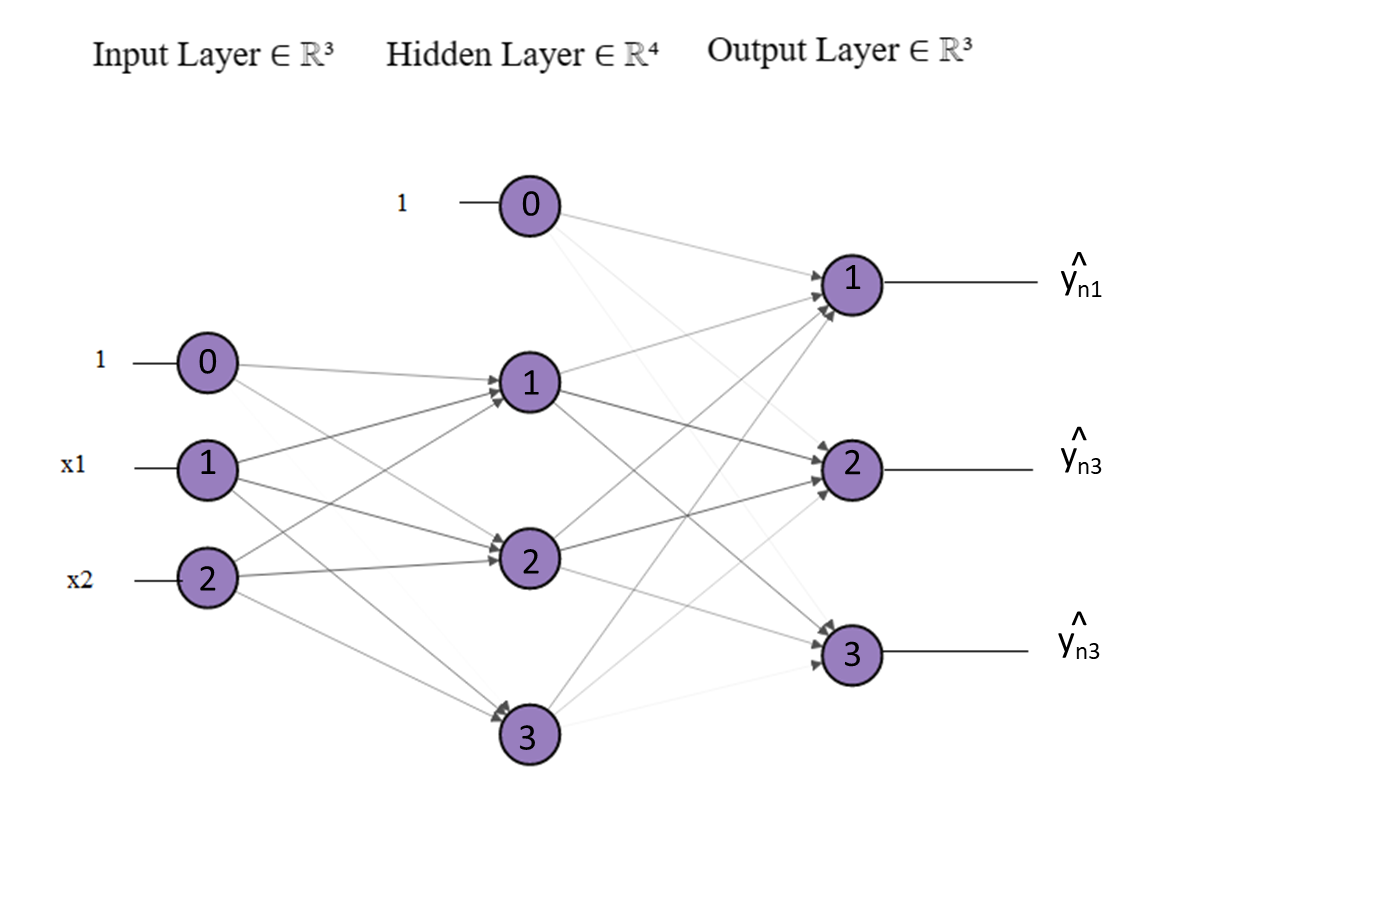 Input Layer ∈ ℝ³ Hidden Layer ∈ ℝ⁴ Output Layer ∈ ℝ³
1 0
1 ŷn1
1 0
1
x1 1
2 ŷn3
x2 2
2
3 ŷn3
3